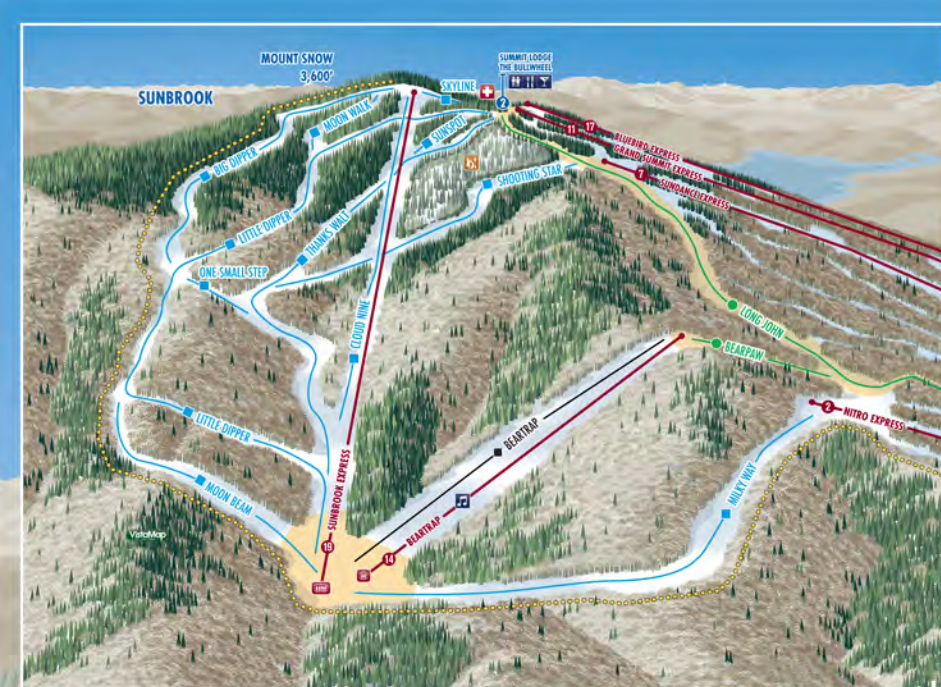 MOUNT SNOW
3,600'
SUNBROOK
SUMMIT LODGE
THE BULLWHEEL
SKYLINE
2
MOON WALK
SUNSPOT
11
17
BLUEBIRD EXPRESS
GRAND SUMMIT EXPRESS
7
SUNDANCE EXPRESS
BIG DIPPER
SHOOTING STAR
LITTLE DIPPER
THANKS WALT
ONE SMALL STEP
CLOUD NINE
LONG JOHN
BEARPAW
2
NITRO EXPRESS
LITTLE DIPPER
BEARTRAP
MOON BEAM
SUNBROOK EXPRESS
MILKY WAY
VistaMap
19
BEARTRAP
14